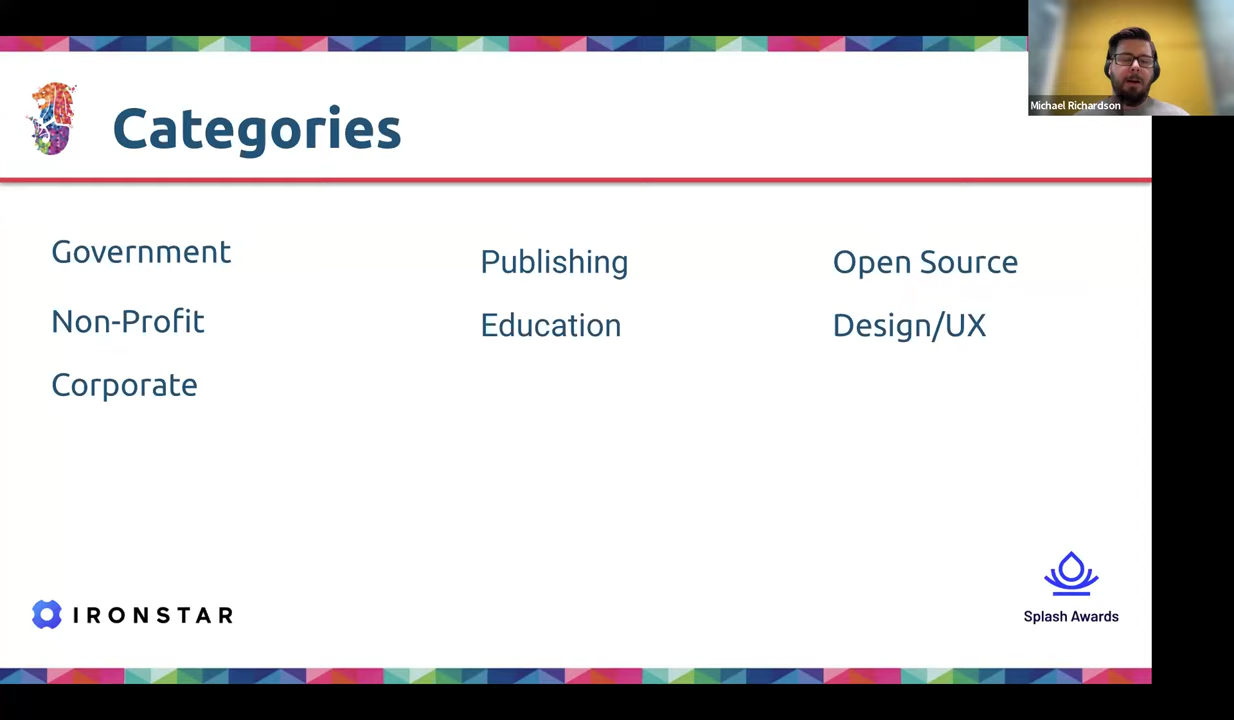 Michael Richardson
Categories
Government
Non-Profit
Corporate
Publishing
Education
Open Source
Design/UX
IRONSTAR
Splash Awards